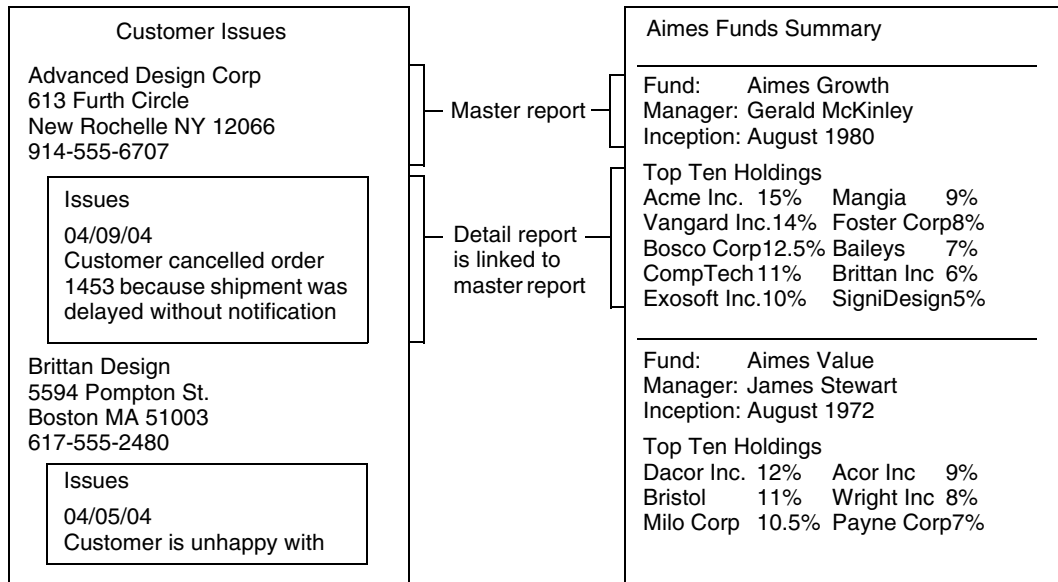 Customer Issues
Advanced Design Corp
613 Furth Circle
New Rochelle NY 12066
914-555-6707
Issues
04/09/04
Customer cancelled order
1453 because shipment was
delayed without notification
Brittan Design
5594 Pompton St.
Boston MA 51003
617-555-2480
Issues
04/05/04
Customer is unhappy with
Master report
Detail report
is linked to
master report
Aimes Funds Summary
Fund: Aimes Growth
Manager: Gerald McKinley
Inception: August 1980
Top Ten Holdings
Acme Inc. 15% Mangia 9%
Vangard Inc.14% Foster Corp8%
Bosco Corp12.5% Baileys 7%
CompTech 11% Brittan Inc 6%
Exosoft Inc.10% SigniDesign5%
Fund: Aimes Value
Manager: James Stewart
Inception: August 1972
Top Ten Holdings
Dacor Inc. 12% Acor Inc 9%
Bristol 11% Wright Inc 8%
Milo Corp 10.5% Payne Corp7%